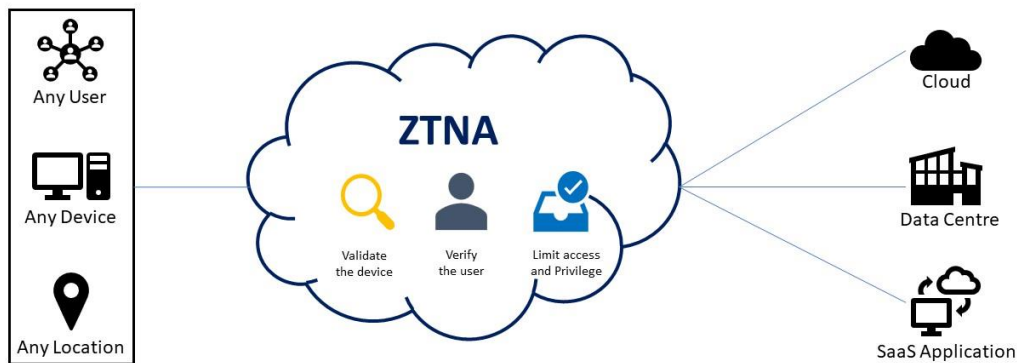 Any User
Any Device
Any Location
ZTNA
Validate
the device
Verify
the user
Limit access
and Privilege
Cloud
Data Centre
SaaS Application